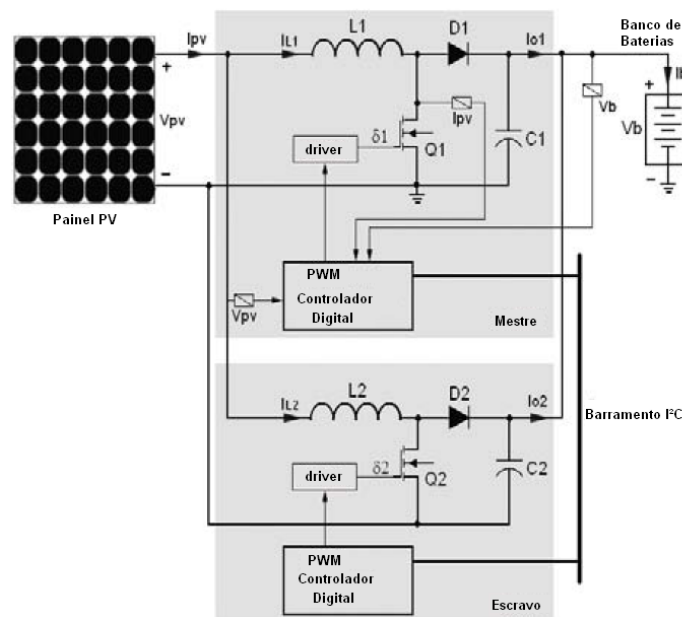 Ipv
+
Vpv
−
Painel PV
IL1
L1
D1
Io1
Banco de
Baterias
Ib
Vb
+
Vb
−
Ipv
δ1
driver
Q1
C1
PWM
Controlador
Digital
Vpv
Mestre
Barramento I²C
IL2
L2
D2
Io2
driver
δ2
Q2
C2
PWM
Controlador
Digital
Escravo